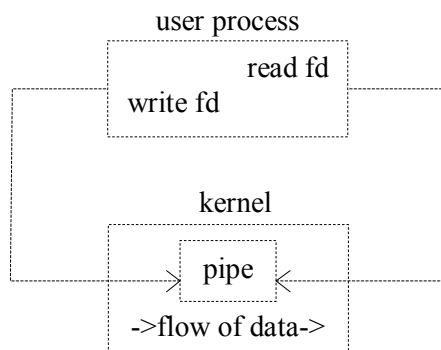 user process
read fd
write fd
kernel
pipe
->flow of data->